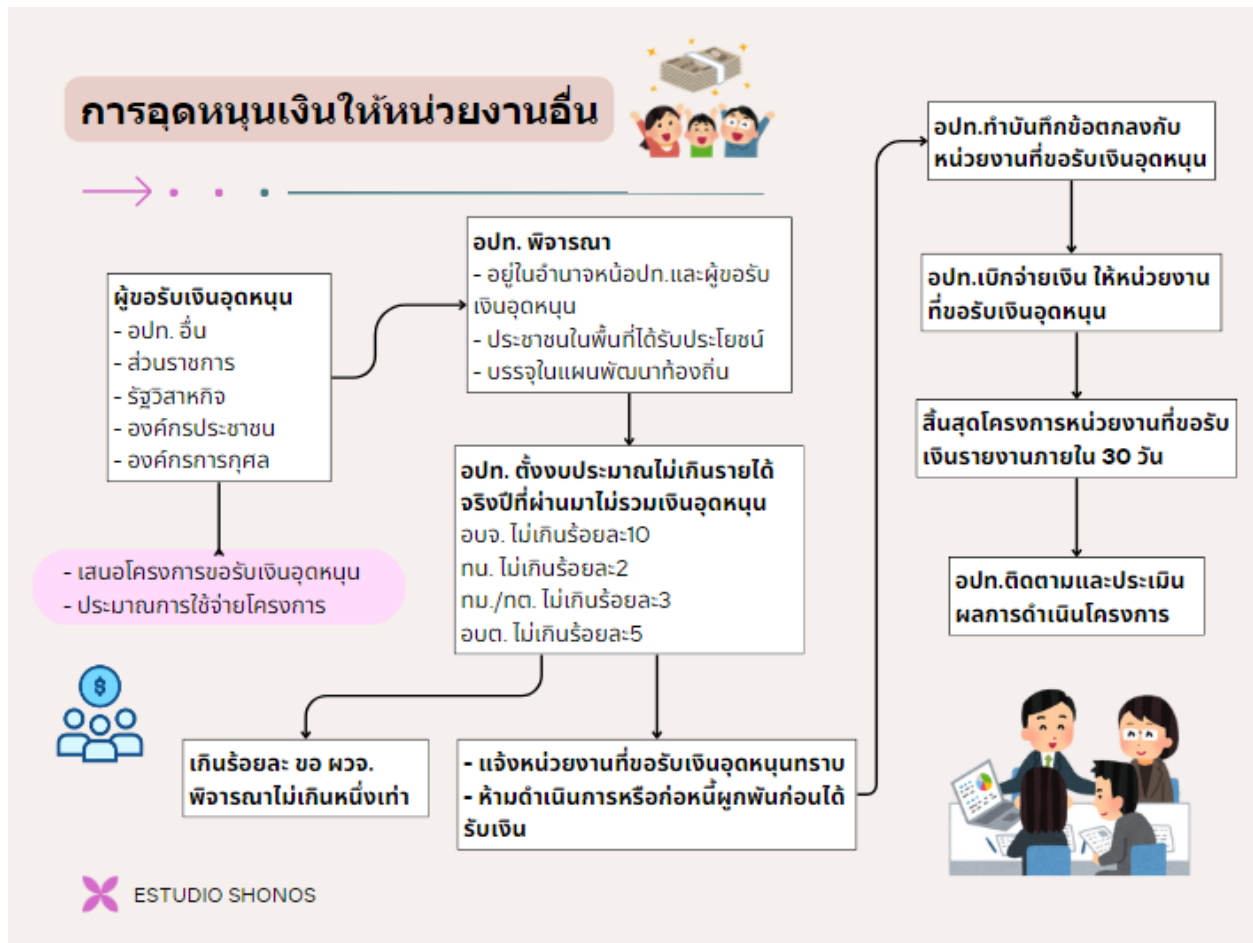 การอุดหนุนเงินให้หน่วยงานอื่น
ผู้ขอรับเงินอุดหนุน
- อปท. อื่น
- ส่วนราชการ
- รัฐวิสาหกิจ
- องค์กรประชาชน
- องค์กรการกุศล
- เสนอโครงการขอรับเงินอุดหนุน
- ประมาณการใช้จ่ายโครงการ
อปท. พิจารณา
- อยู่ในอำนาจหน้อปท.และผู้ขอรับ
เงินอุดหนุน
- ประชาชนในพื้นที่ได้รับประโยชน์
- บรรจุในแผนพัฒนาท้องถิ่น
อปท. ตั้งงบประมาณไม่เกินรายได้
จริงปีที่ผ่านมาไม่รวมเงินอุดหนุน
อบจ. ไม่เกินร้อยละ10
ทน. ไม่เกินร้อยละ2
ทม./ทต. ไม่เกินร้อยละ3
อบต. ไม่เกินร้อยละ5
เกินร้อยละ ขอ ผวจ.
พิจารณาไม่เกินหนึ่งเท่า
- แจ้งหน่วยงานที่ขอรับเงินอุดหนุนทราบ
- ห้ามดำเนินการหรือก่อหนี้ผูกพันก่อนได้
รับเงิน
อปท.ทำบันทึกข้อตกลงกับ
หน่วยงานที่ขอรับเงินอุดหนุน
อปท.เบิกจ่ายเงิน ให้หน่วยงาน
ที่ขอรับเงินอุดหนุน
สิ้นสุดโครงการหน่วยงานที่ขอรับ
เงินรายงานภายใน 30 วัน
อปท.ติดตามและประเมิน
ผลการดำเนินโครงการ
ESTUDIO SHONOS